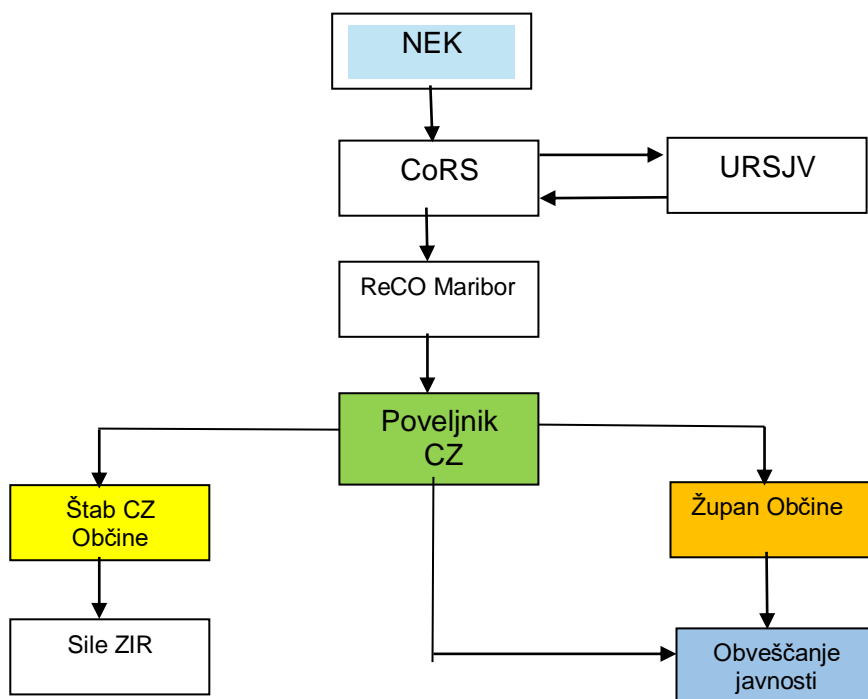 NEK
CoRS
URSJV
ReCO Maribor
Poveljnik
CZ
Štab CZ
Občine
Župan Občine
Sile ZIR
Obveščanje
javnosti